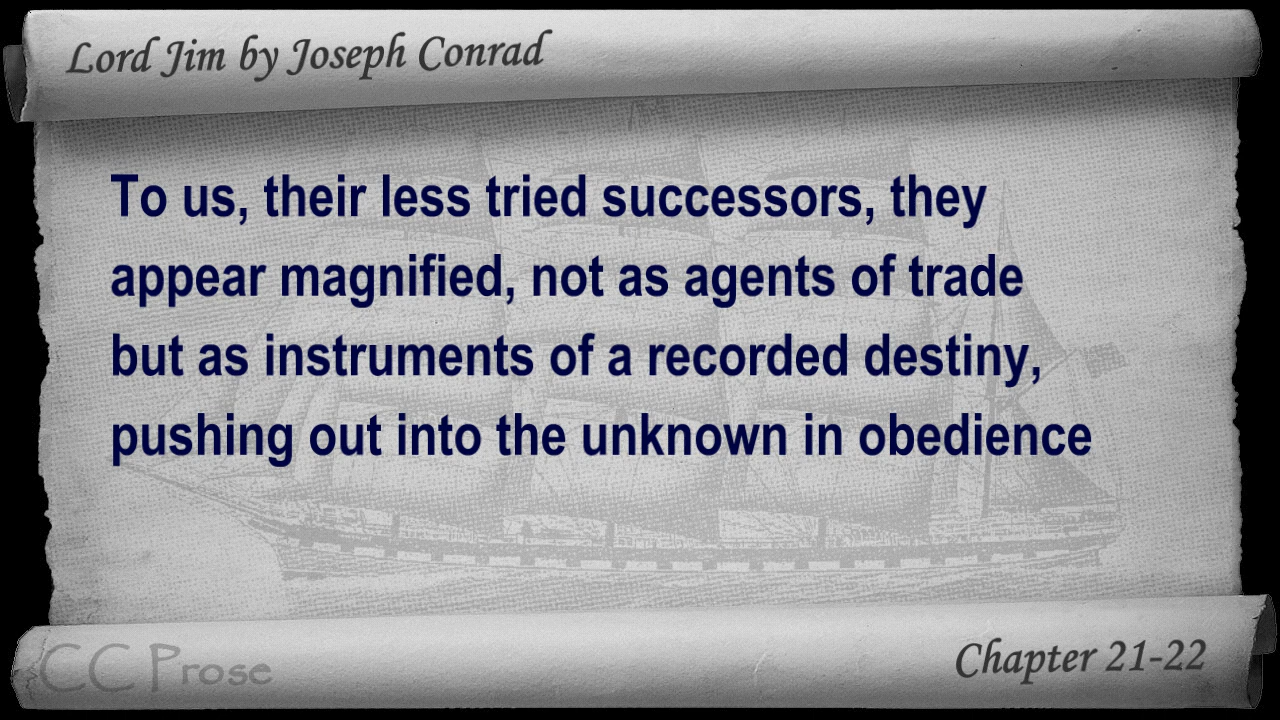 Lord Jim by Joseph Conrad
To us, their less tried successors, they
appear magnified, not as agents of trade
but as instruments of a recorded destiny,
pushing out into the unknown in obedience
CC Prose
Chapter 21-22